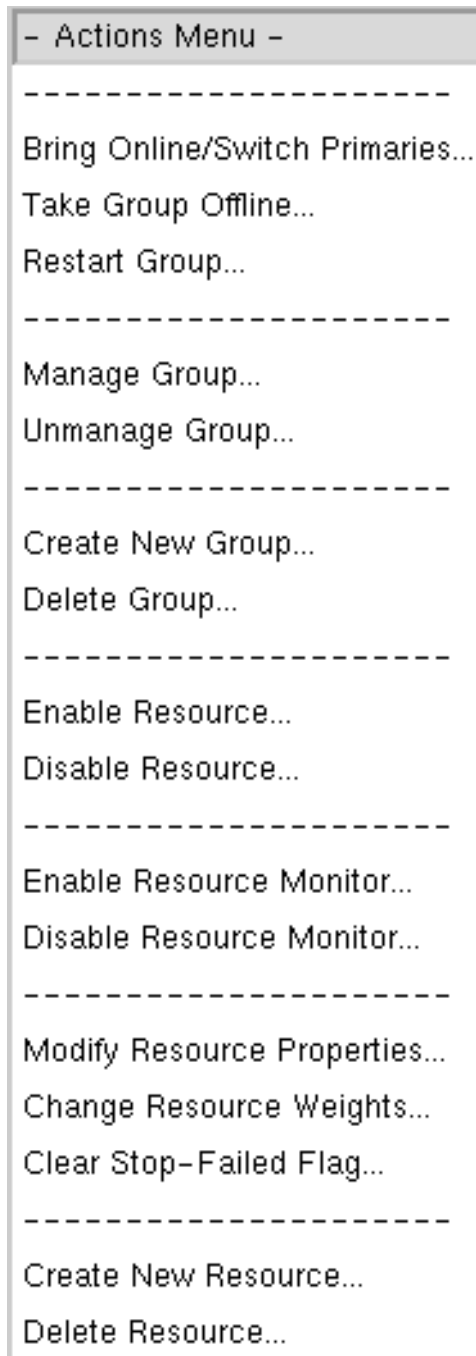 - Actions Menu -
----------------------
Bring Online/Switch Primaries...
Take Group Offline...
Restart Group...
----------------------
Manage Group...
Unmanage Group...
----------------------
Create New Group...
Delete Group...
----------------------
Enable Resource...
Disable Resource...
----------------------
Enable Resource Monitor...
Disable Resource Monitor...
----------------------
Modify Resource Properties...
Change Resource Weights...
Clear Stop-Failed Flag...
----------------------
Create New Resource...
Delete Resource...